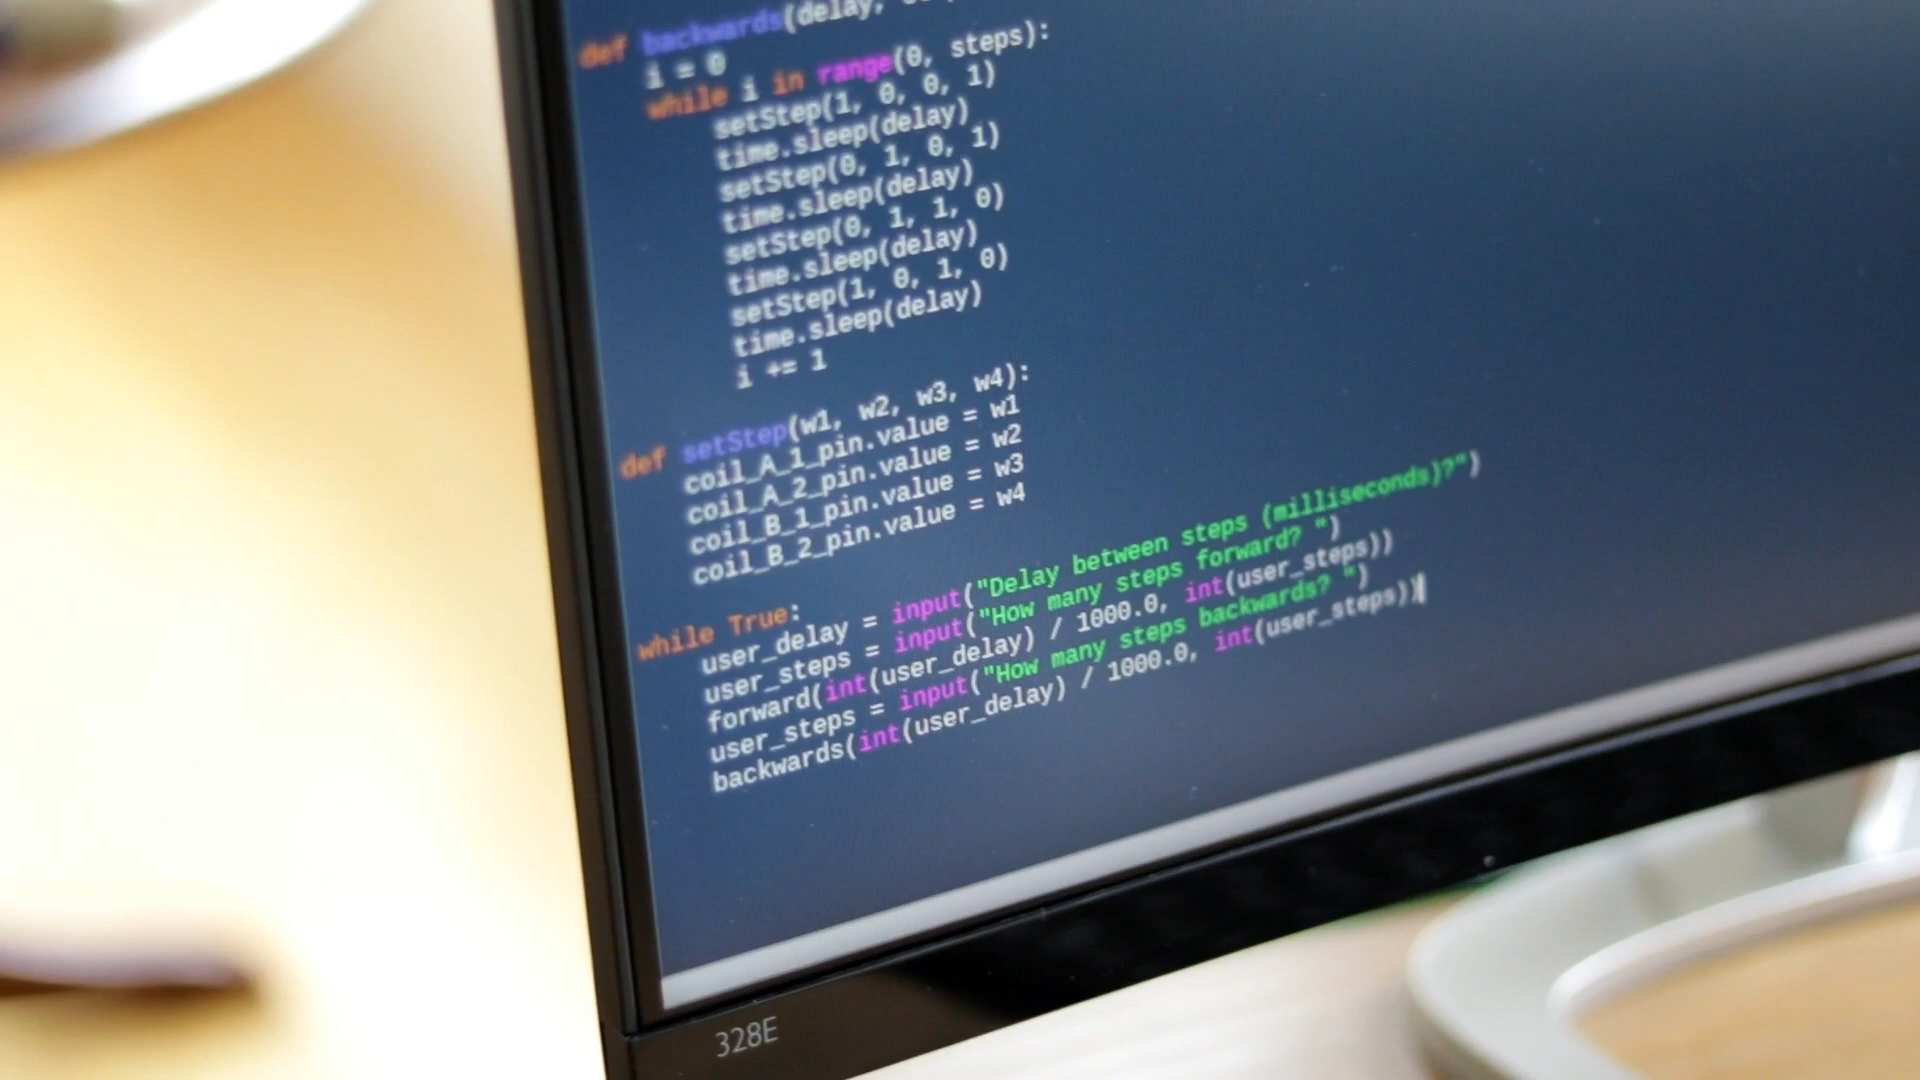 def backwards(delay,
i = 0
while i in range(0, steps):
setStep(1, 0, 0, 1)
time.sleep(delay)
setStep(0, 1, 0, 1)
time.sleep(delay)
setStep(0, 1, 1, 0)
time.sleep(delay)
setStep(1, 0, 1, 0)
time.sleep(delay)
i += 1
def setStep(w1, w2, w3, w4):
coil_A_1_pin.value = w1
coil_A_2_pin.value = w2
coil_B_1_pin.value = w3
coil_B_2_pin.value = w4
while True:
user_delay = input("Delay between steps (milliseconds)?")
user_steps = input("How many steps forward? ")
forward(int(user_delay) / 1000.0, int(user_steps))
user_steps = input("How many steps backwards? ")
backwards(int(user_delay) / 1000.0, int(user_steps))
328E